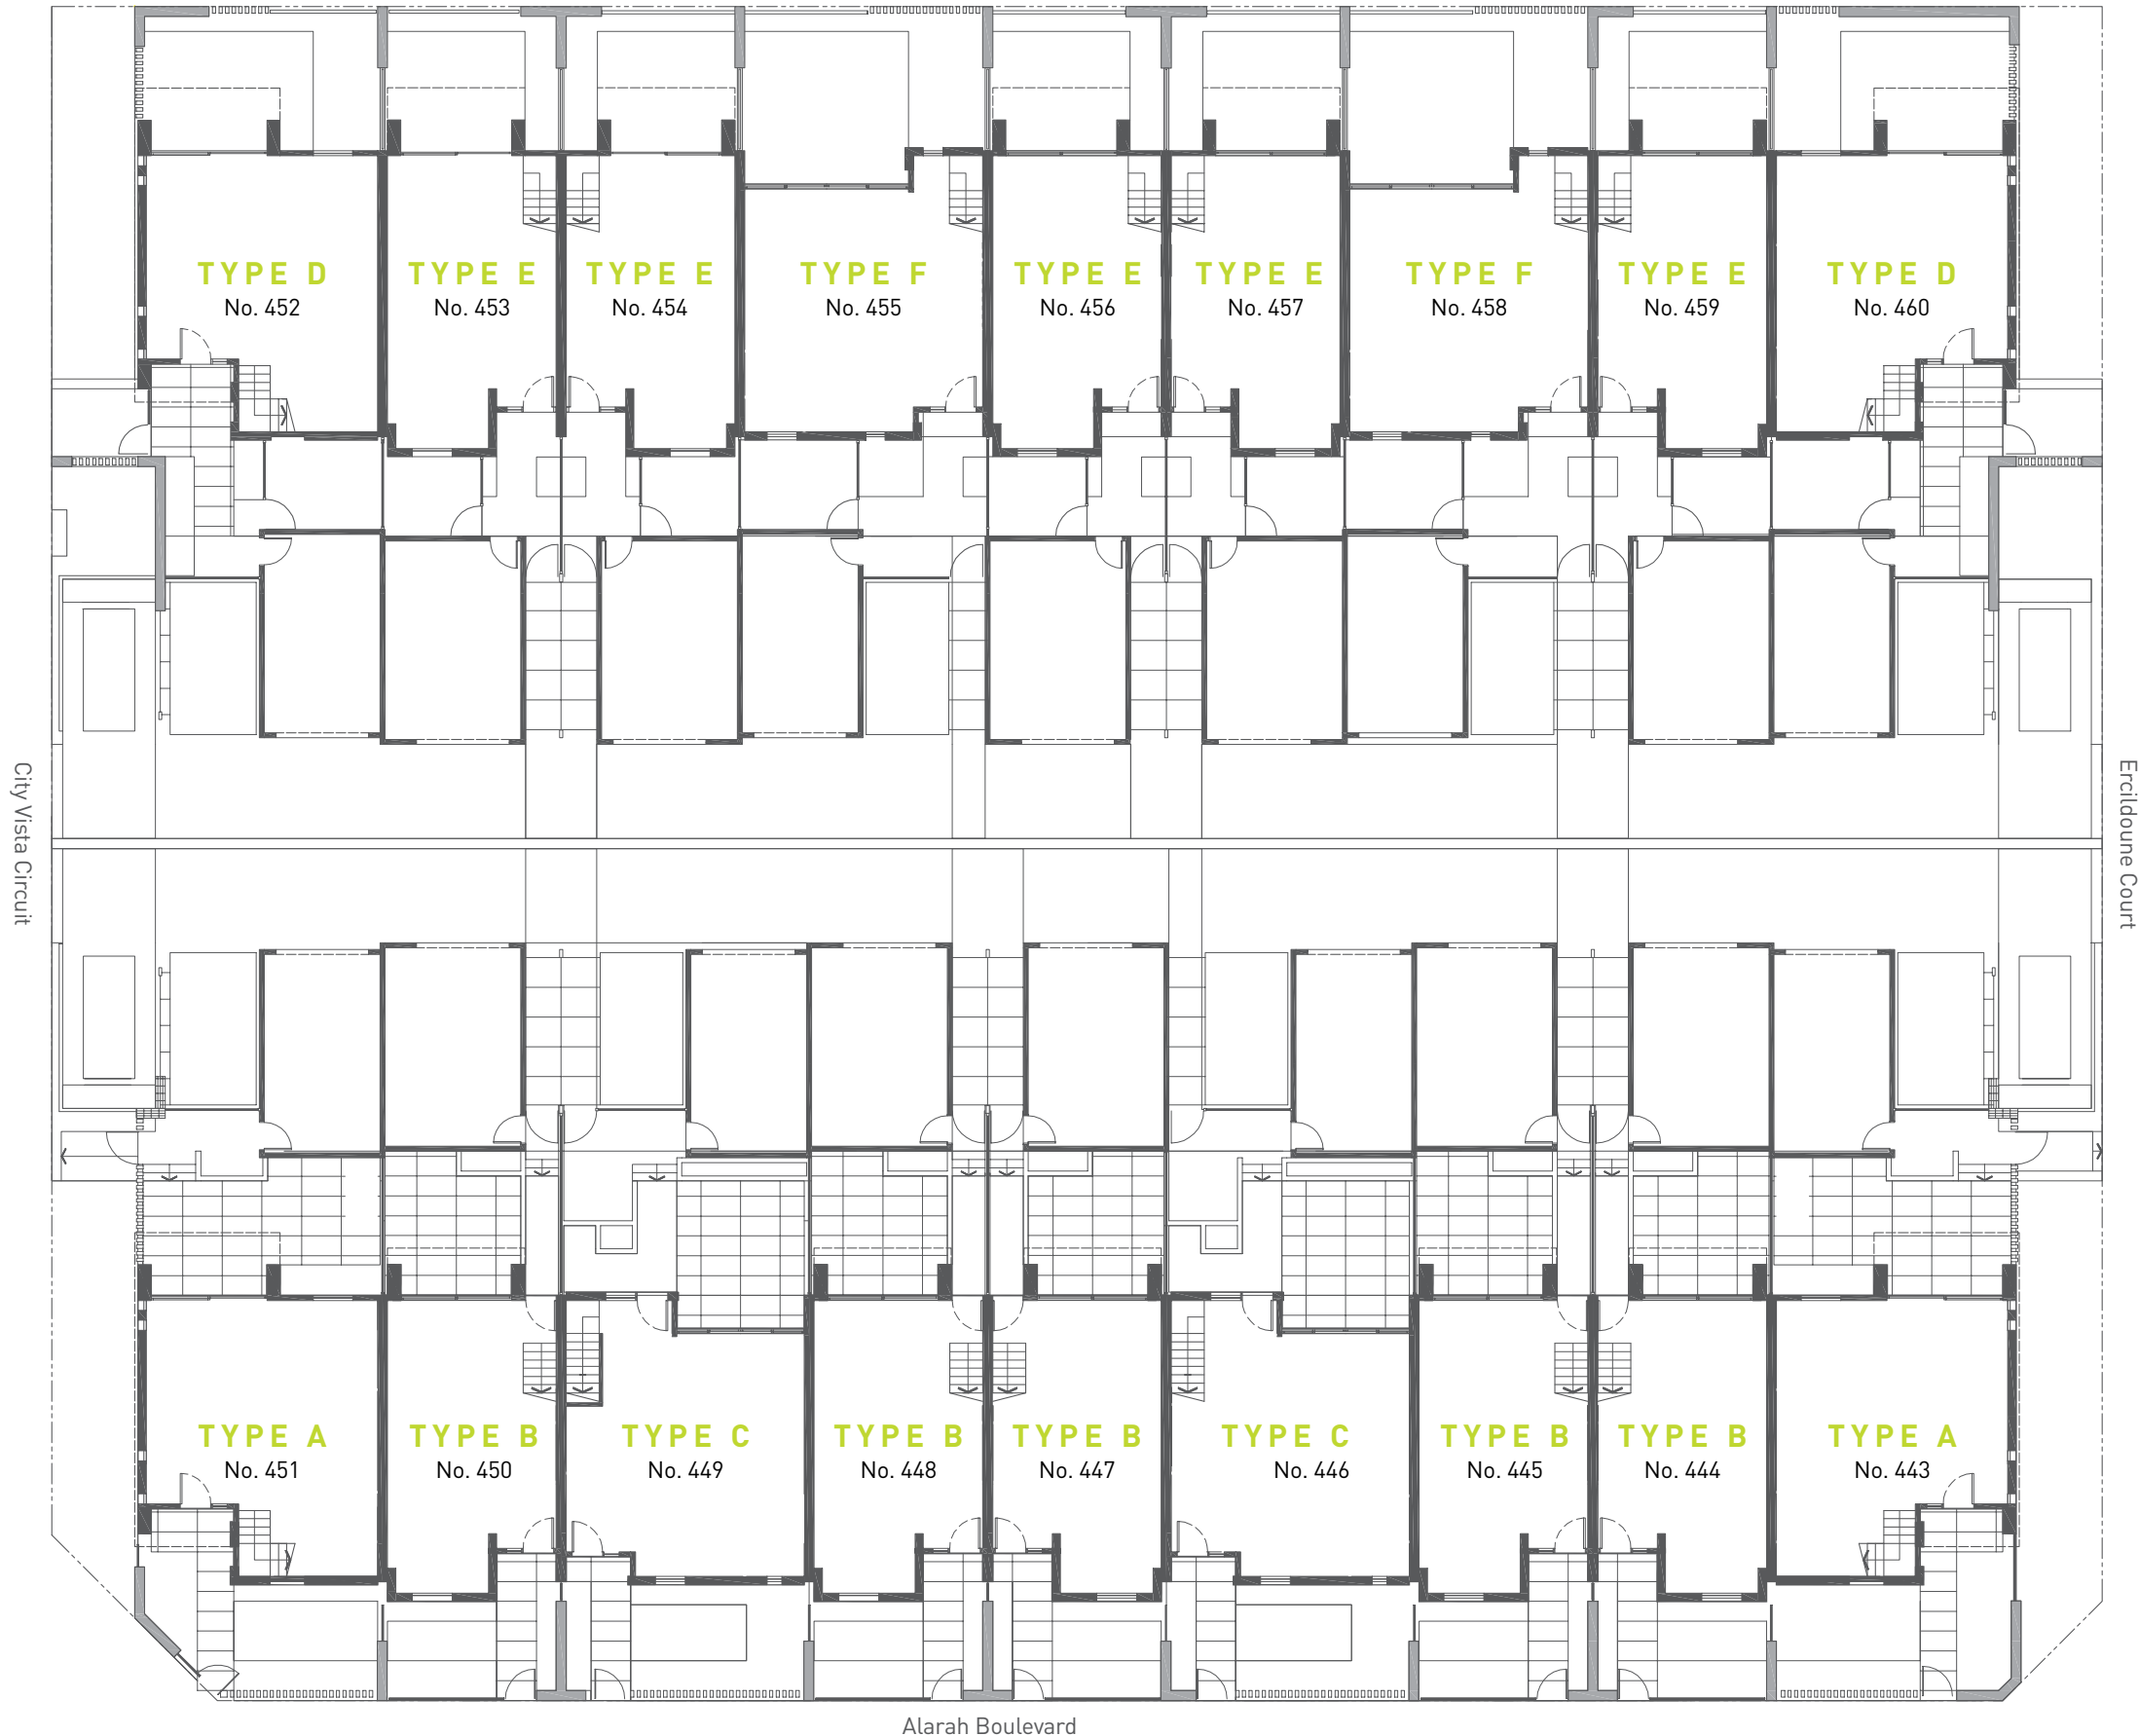 TYPE D
No. 452
TYPE E
No. 453
TYPE E
No. 454
TYPE F
No. 455
TYPE E
No. 456
TYPE E
No. 457
TYPE F
No. 458
TYPE E
No. 459
TYPE D
No. 460
City Vista Circuit
Ercildoune Court
TYPE A
No. 451
TYPE B
No. 450
TYPE C
No. 449
TYPE B
No. 448
TYPE B
No. 447
TYPE C
No. 446
TYPE B
No. 445
TYPE B
No. 444
TYPE A
No. 443
Alarah Boulevard